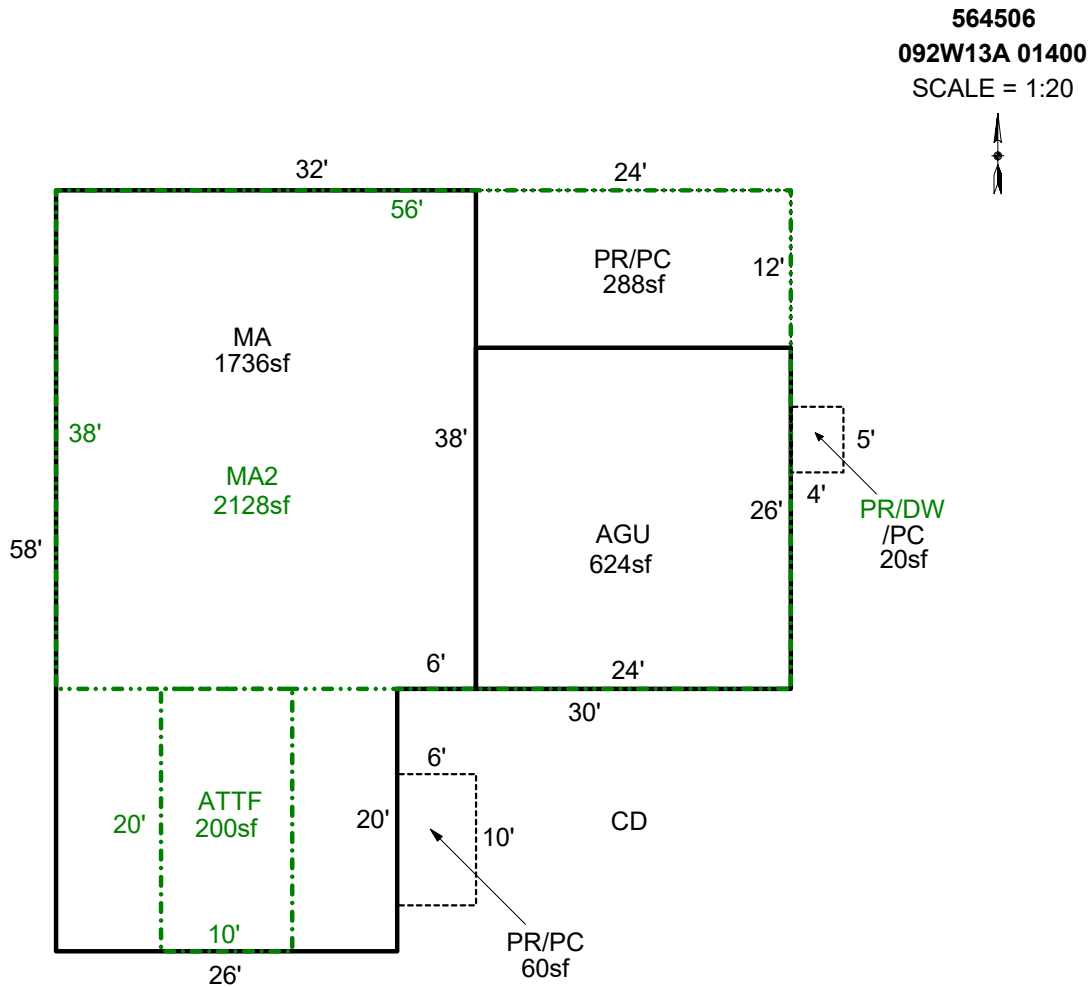 564506
092W13A 01400
SCALE = 1:20
32'
24'
56'
PR/PC
288sf
12'
MA
1736sf
38'
38'
5'
MA2
2128sf
4'
26'
PR/DW
/PC
20sf
AGU
624sf
58'
6'
24'
30'
6'
ATTF
200sf
20'
20'
10'
CD
10'
PR/PC
60sf
26'